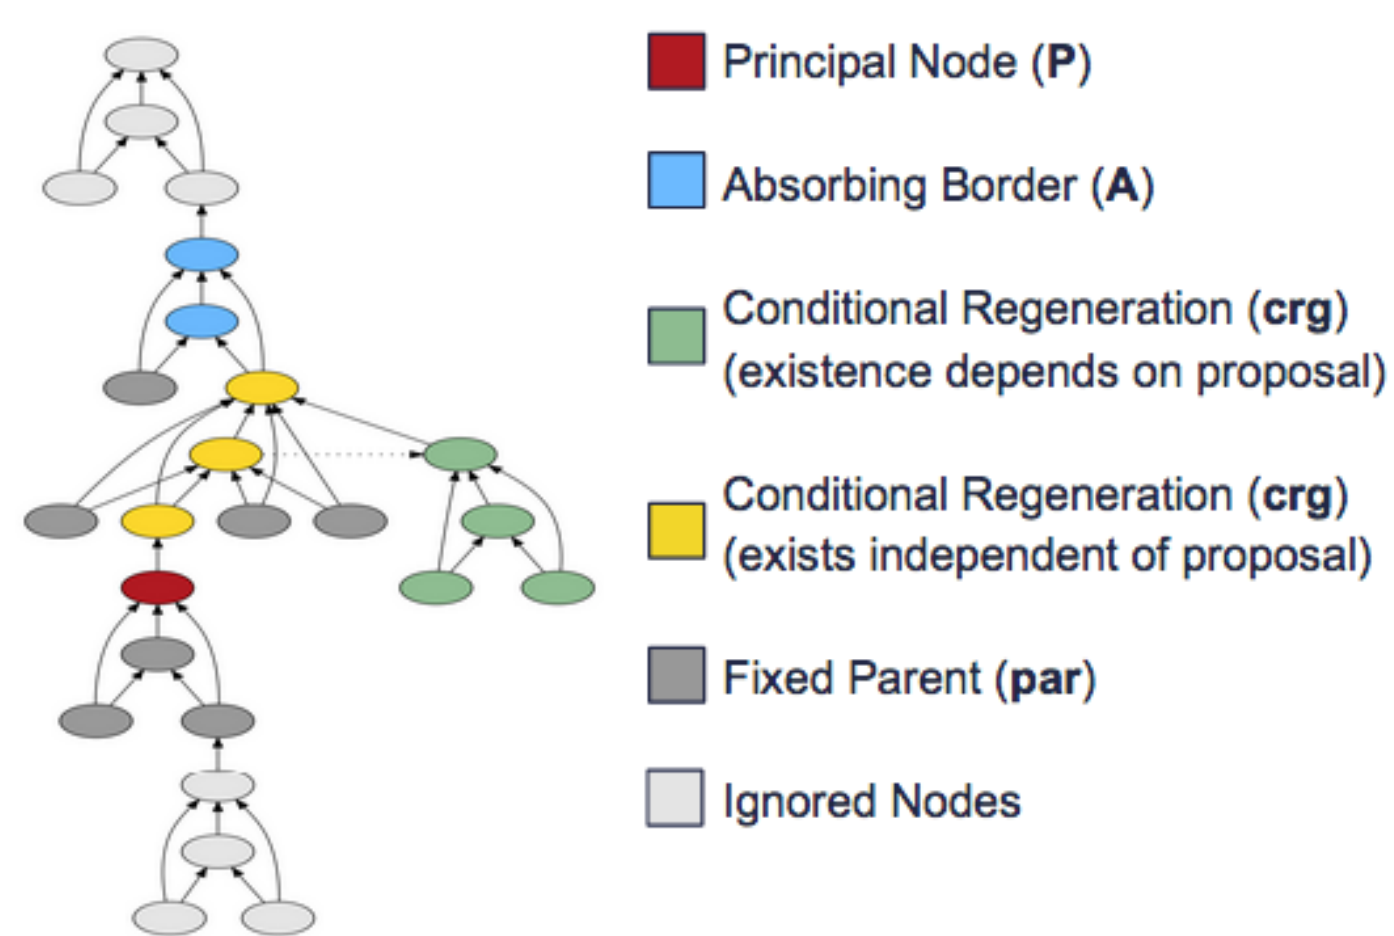 Principal Node (P)
Absorbing Border (A)
Conditional Regeneration (crg)
(existence depends on proposal)
Conditional Regeneration (crg)
(exists independent of proposal)
Fixed Parent (par)
Ignored Nodes